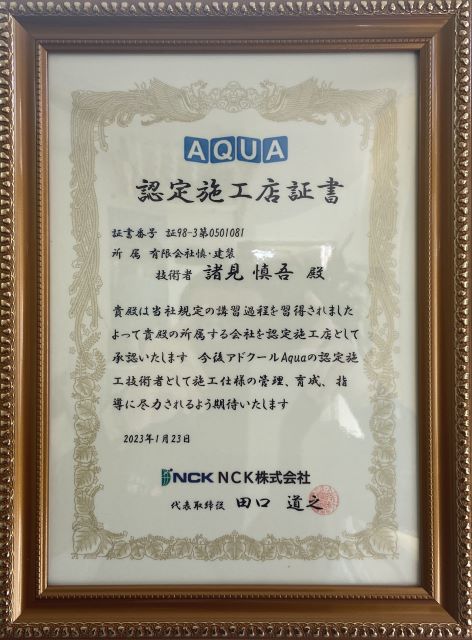 AQUA
認定施工店証書
証書番号 証98-3第0501081
所属 有限会社慎・建装
技術者 諸見 慎吾 殿
貴殿は当社規定の講習過程を習得されました
よって貴殿の所属する会社を認定施工店として
承認いたします 今後アドクールAquaの認定施
工技術者として施工仕様の管理、育成、指
導に尽力されるよう期待いたします
2023年1月23日
NCK NCK株式会社
代表取締役 田口 道之